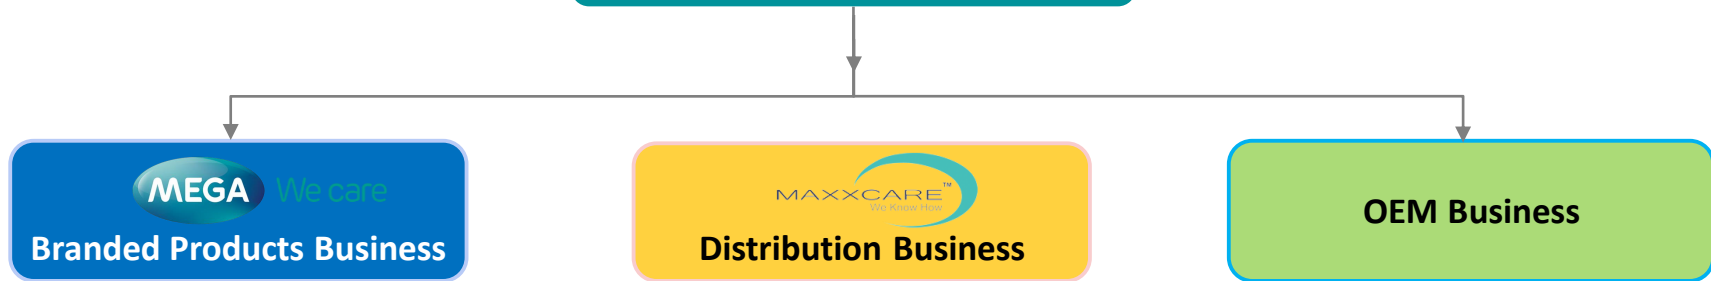 MEGA We care
Branded Products Business
MAXXCARE™
We Know How
Distribution Business
OEM Business